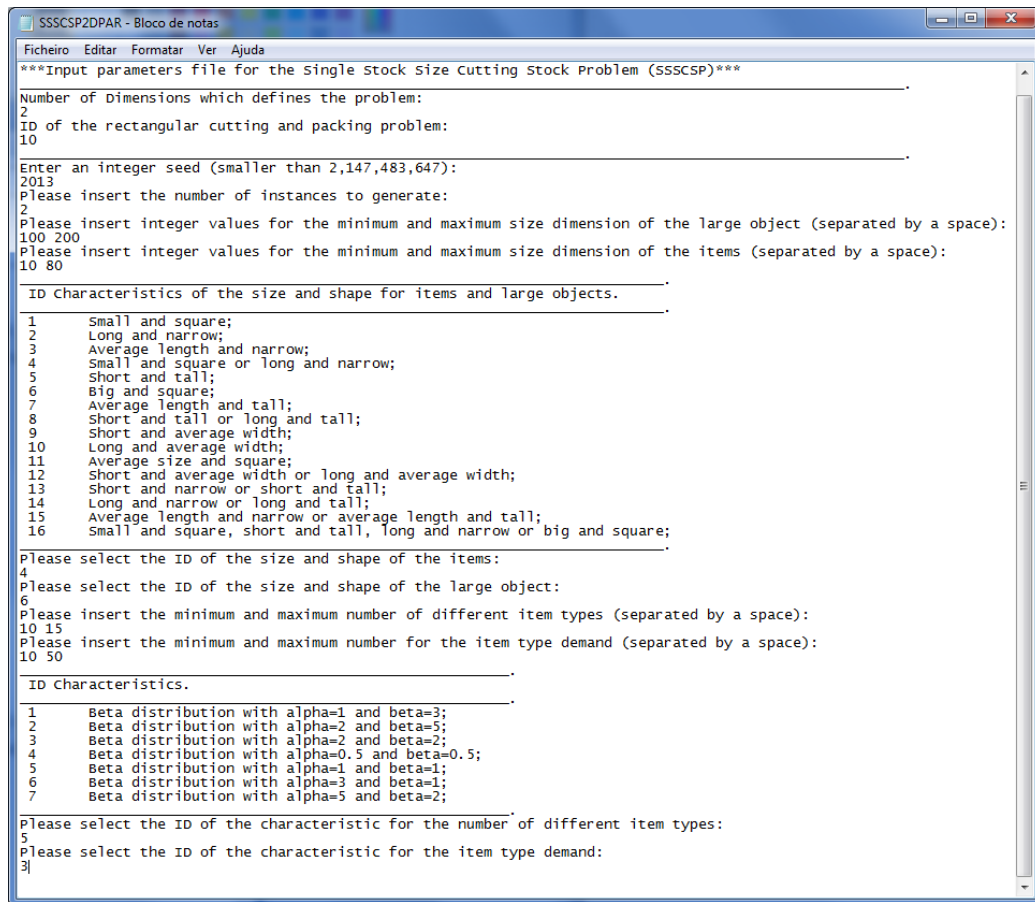 SSSCSP2DPAR - Bloco de notas
Ficheiro Editar Formatar Ver Ajuda
***Input parameters file for the Single Stock Size Cutting Stock Problem (SSSCSP)***
_______________________________________________________________________________.
Number of Dimensions which defines the problem:
2
ID of the rectangular cutting and packing problem:
10
_______________________________________________________________________________.
Enter an integer seed (smaller than 2,147,483,647):
2013
Please insert the number of instances to generate:
2
Please insert integer values for the minimum and maximum size dimension of the large object (separated by a space):
100 200
Please insert integer values for the minimum and maximum size dimension of the items (separated by a space):
10 80
__________________________________________________________.
ID Characteristics of the size and shape for items and large objects.
__________________________________________________________.
1 Small and square;
2 Long and narrow;
3 Average length and narrow;
4 Small and square or long and narrow;
5 Short and tall;
6 Big and square;
7 Average length and tall;
8 Short and tall or long and tall;
9 Short and average width;
10 Long and average width;
11 Average size and square;
12 Short and average width or long and average width;
13 Short and narrow or short and tall;
14 Long and narrow or long and tall;
15 Average length and narrow or average length and tall;
16 Small and square, short and tall, long and narrow or big and square;
__________________________________________________________.
Please select the ID of the size and shape of the items:
4
Please select the ID of the size and shape of the large object:
6
Please insert the minimum and maximum number of different item types (separated by a space):
10 15
Please insert the minimum and maximum number for the item type demand (separated by a space):
10 50
____________________________________________.
ID Characteristics.
____________________________________________.
1 Beta distribution with alpha=1 and beta=3;
2 Beta distribution with alpha=2 and beta=5;
3 Beta distribution with alpha=2 and beta=2;
4 Beta distribution with alpha=0.5 and beta=0.5;
5 Beta distribution with alpha=1 and beta=1;
6 Beta distribution with alpha=3 and beta=1;
7 Beta distribution with alpha=5 and beta=2;
____________________________________________.
Please select the ID of the characteristic for the number of different item types:
5
Please select the ID of the characteristic for the item type demand:
3